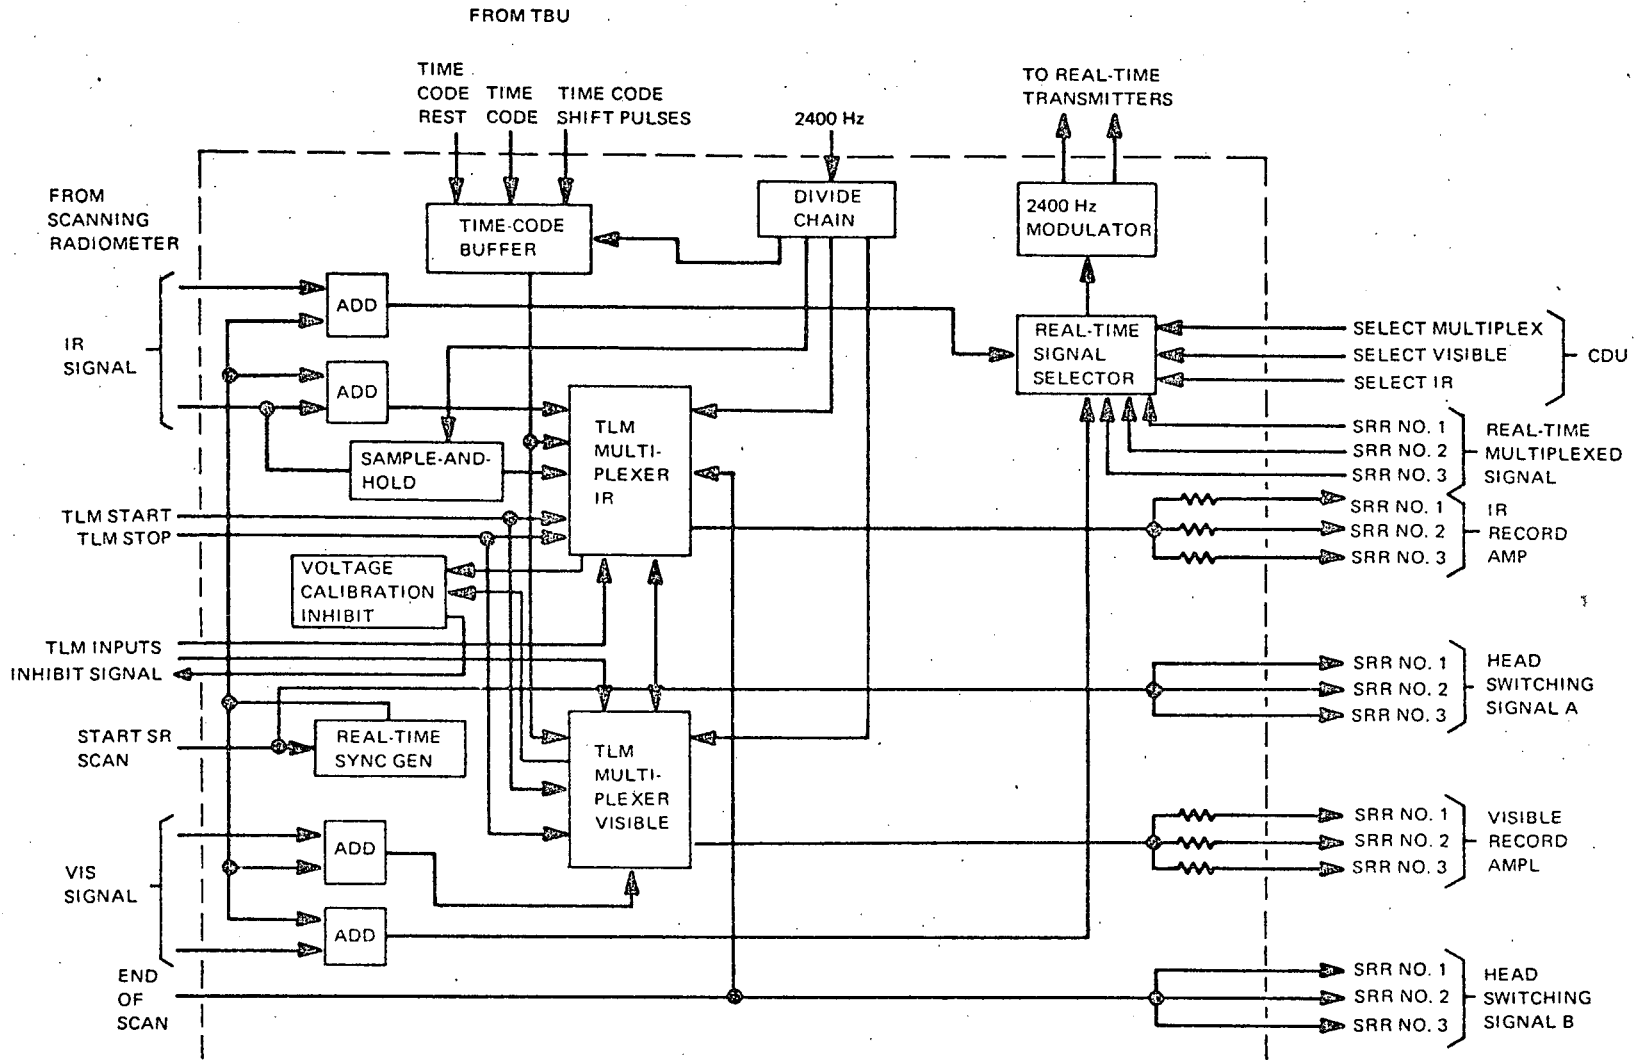 FROM TBU
TIME CODE REST
TIME CODE
TIME CODE SHIFT PULSES
2400 Hz
TO REAL-TIME TRANSMITTERS
FROM SCANNING RADIOMETER
TIME-CODE BUFFER
DIVIDE CHAIN
2400 Hz MODULATOR
IR SIGNAL
ADD
ADD
REAL-TIME SIGNAL SELECTOR
SELECT MULTIPLEX
SELECT VISIBLE
SELECT IR
CDU
SAMPLE-AND-HOLD
TLM MULTI-PLEXER IR
SRR NO. 1
SRR NO. 2
SRR NO. 3
REAL-TIME MULTIPLEXED SIGNAL
TLM START
TLM STOP
SRR NO. 1
SRR NO. 2
SRR NO. 3
IR RECORD AMP
VOLTAGE CALIBRATION INHIBIT
TLM INPUTS
INHIBIT SIGNAL
SRR NO. 1
SRR NO. 2
SRR NO. 3
HEAD SWITCHING SIGNAL A
START SR SCAN
REAL-TIME SYNC GEN
TLM MULTI-PLEXER VISIBLE
VIS SIGNAL
ADD
ADD
SRR NO. 1
SRR NO. 2
SRR NO. 3
VISIBLE RECORD AMPL
END OF SCAN
SRR NO. 1
SRR NO. 2
SRR NO. 3
HEAD SWITCHING SIGNAL B